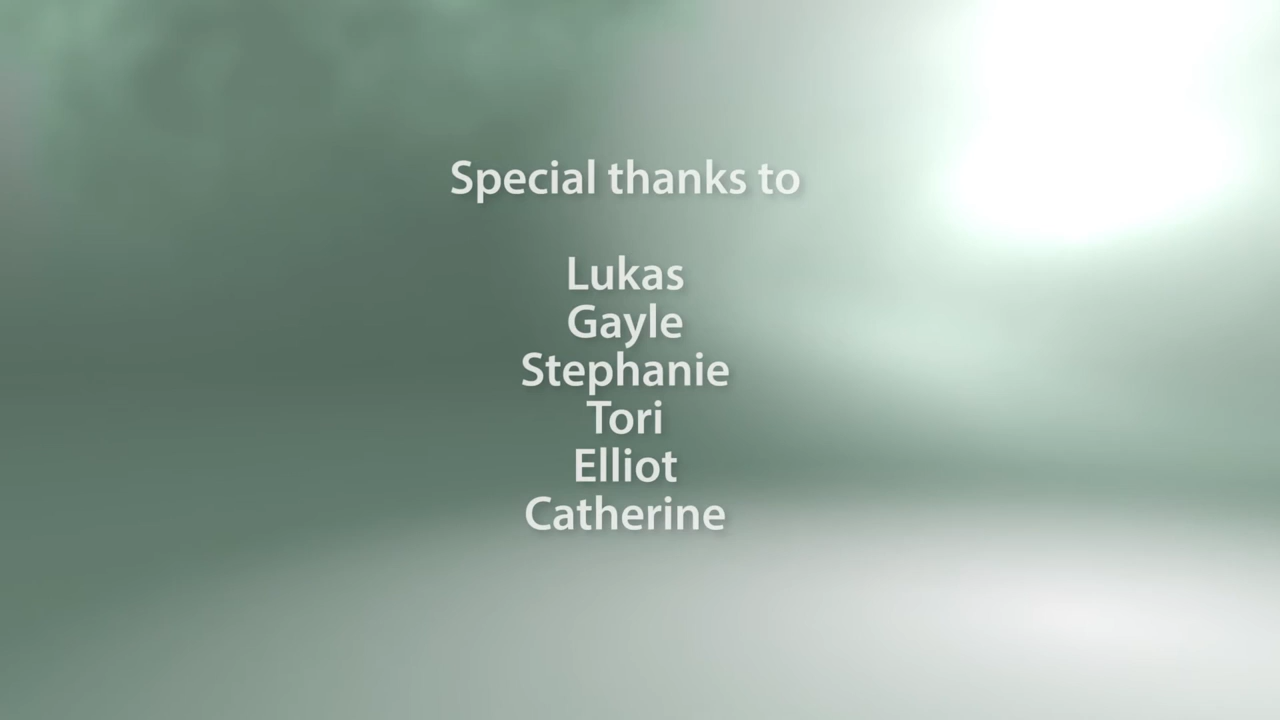 Special thanks to
Lukas
Gayle
Stephanie
Tori
Elliot
Catherine